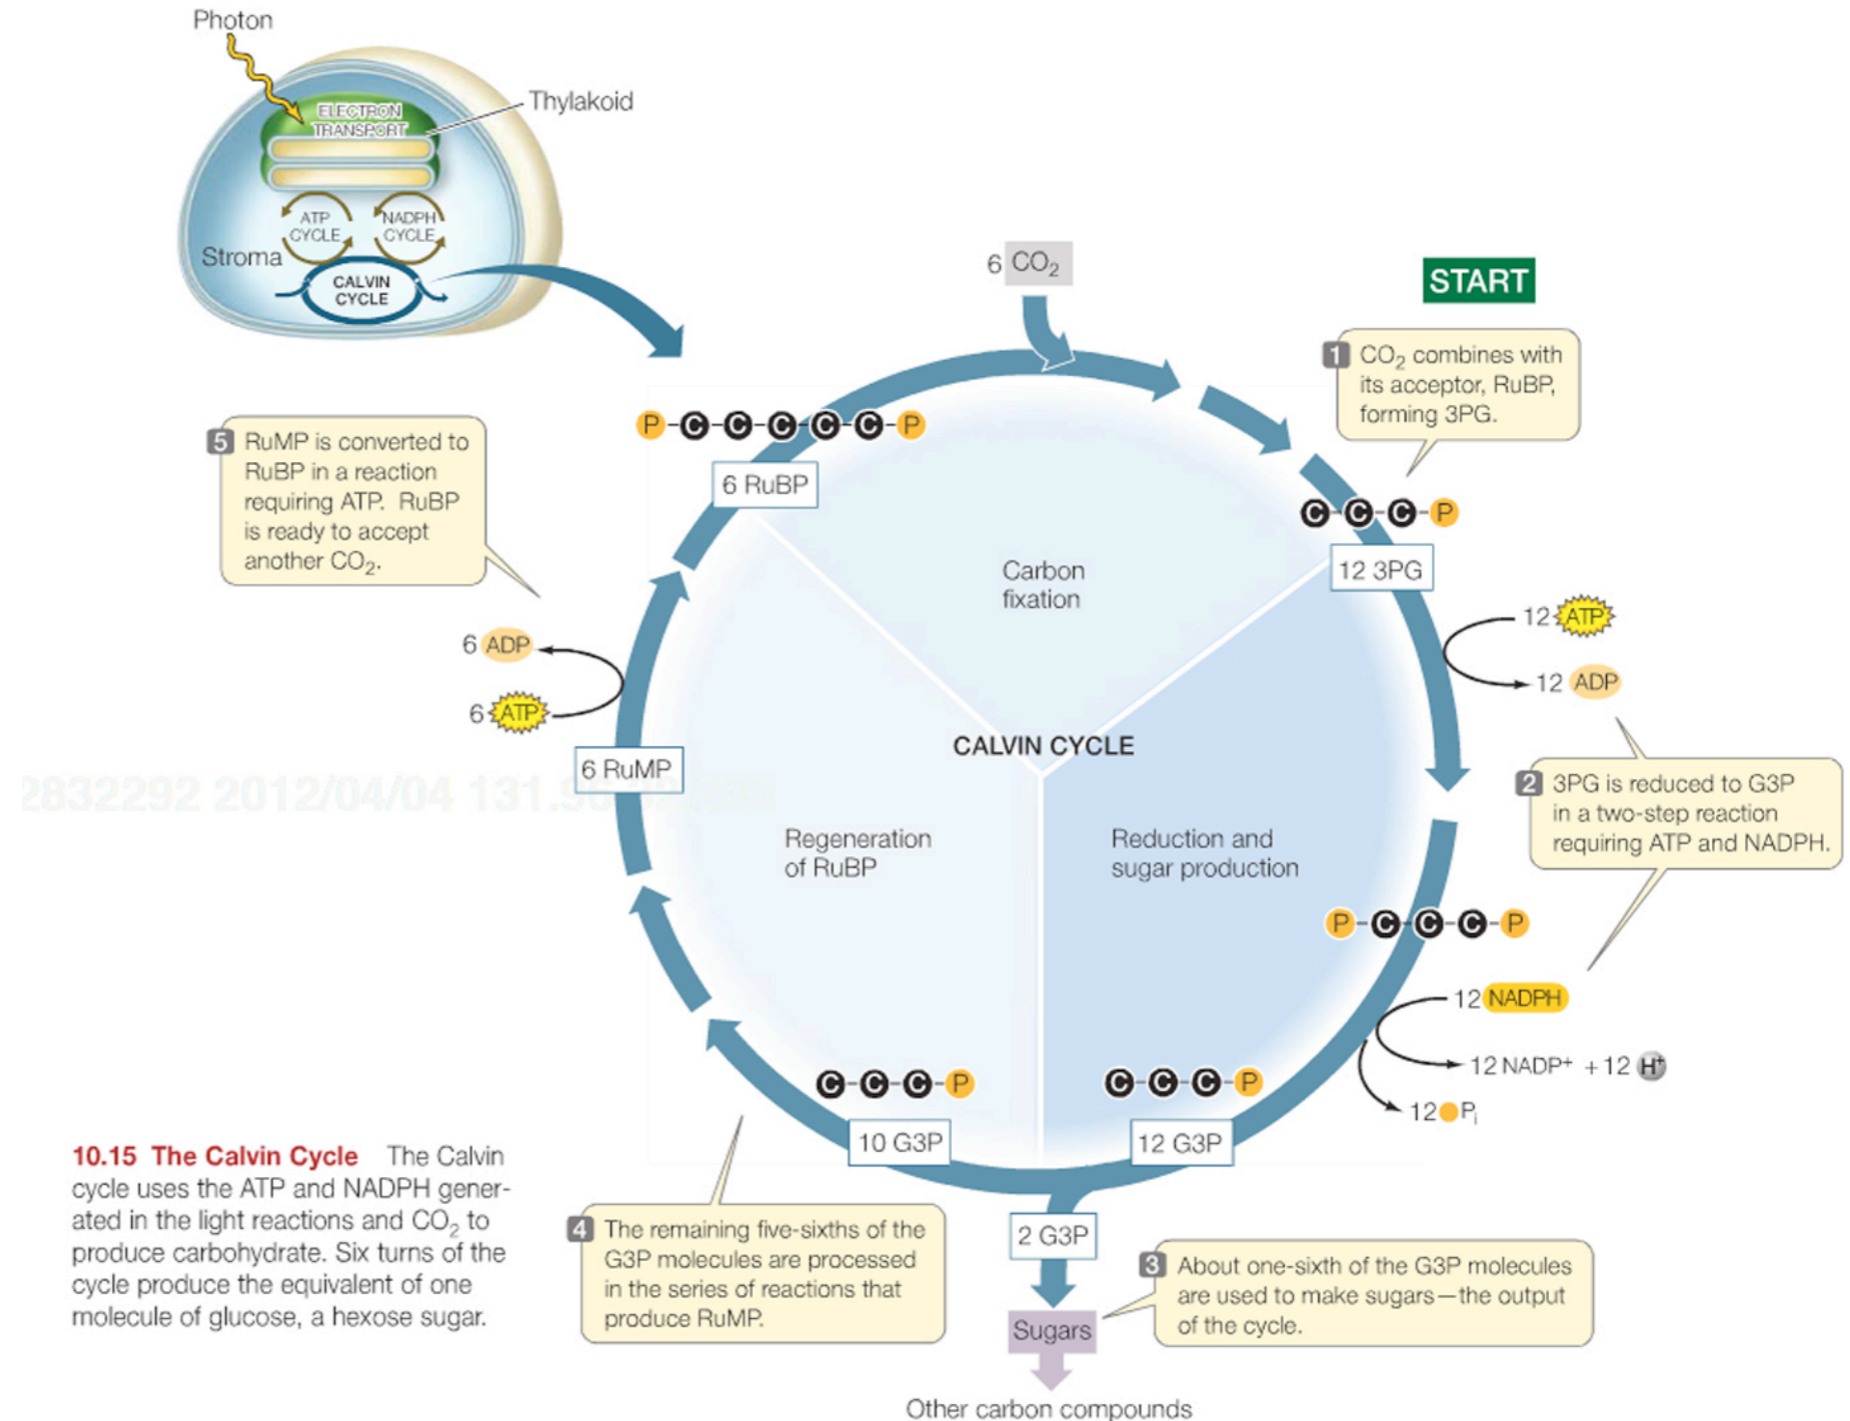 Photon
ELECTRON
TRANSPORT
Thylakoid
ATP
CYCLE
NADPH
CYCLE
Stroma
CALVIN
CYCLE
6 CO₂
START
1 CO₂ combines with
its acceptor, RuBP,
forming 3PG.
P-C-C-C-C-C-P
6 RuBP
5 RuMP is converted to
RuBP in a reaction
requiring ATP. RuBP
is ready to accept
another CO₂.
C-C-C-P
12 3PG
Carbon
fixation
12 ATP
12 ADP
6 ADP
6 ATP
6 RuMP
CALVIN CYCLE
2832292 2012/04/04 131.96
2 3PG is reduced to G3P
in a two-step reaction
requiring ATP and NADPH.
Regeneration
of RuBP
Reduction and
sugar production
P-C-C-C-P
12 NADPH
12 NADP⁺ + 12 H⁺
12 Pᵢ
C-C-C-P
10 G3P
C-C-C-P
12 G3P
10.15 The Calvin Cycle The Calvin
cycle uses the ATP and NADPH gener-
ated in the light reactions and CO₂ to
produce carbohydrate. Six turns of the
cycle produce the equivalent of one
molecule of glucose, a hexose sugar.
4 The remaining five-sixths of the
G3P molecules are processed
in the series of reactions that
produce RuMP.
2 G3P
3 About one-sixth of the G3P molecules
are used to make sugars—the output
of the cycle.
Sugars
Other carbon compounds